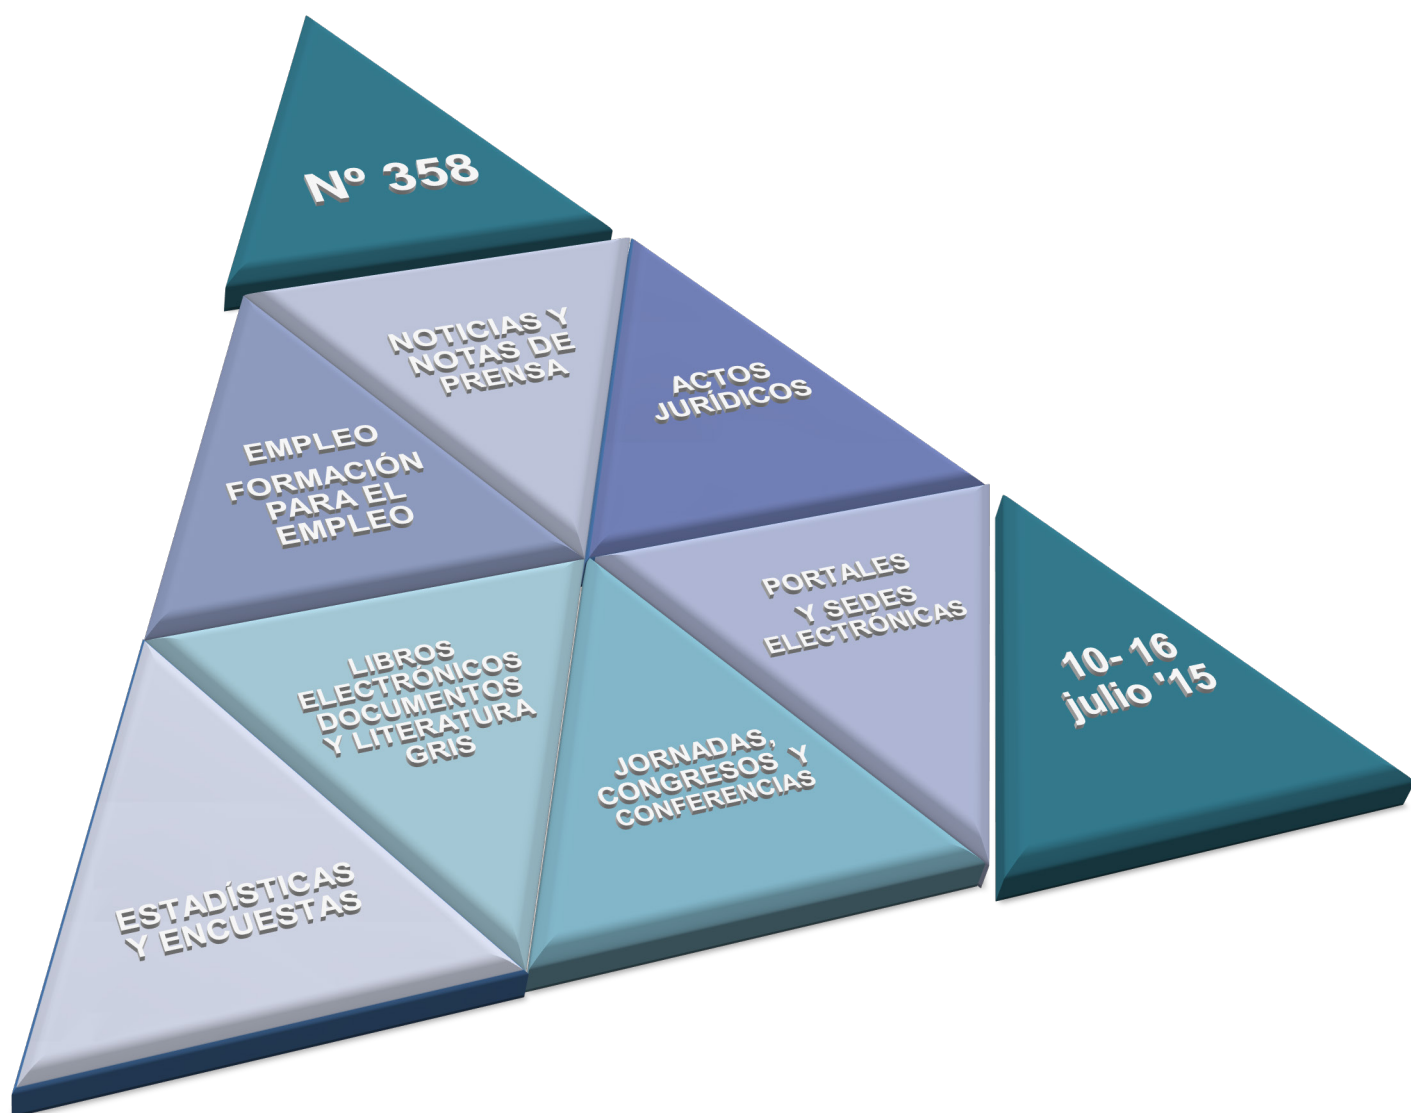 Nº 358
NOTICIAS Y
NOTAS DE
PRENSA
ACTOS
JURÍDICOS
EMPLEO
FORMACIÓN
PARA EL
EMPLEO
PORTALES
Y SEDES
ELECTRÓNICAS
10- 16
julio '15
LIBROS
ELECTRÓNICOS
DOCUMENTOS
Y LITERATURA
GRIS
JORNADAS,
CONGRESOS Y
CONFERENCIAS
ESTADÍSTICAS
Y ENCUESTAS